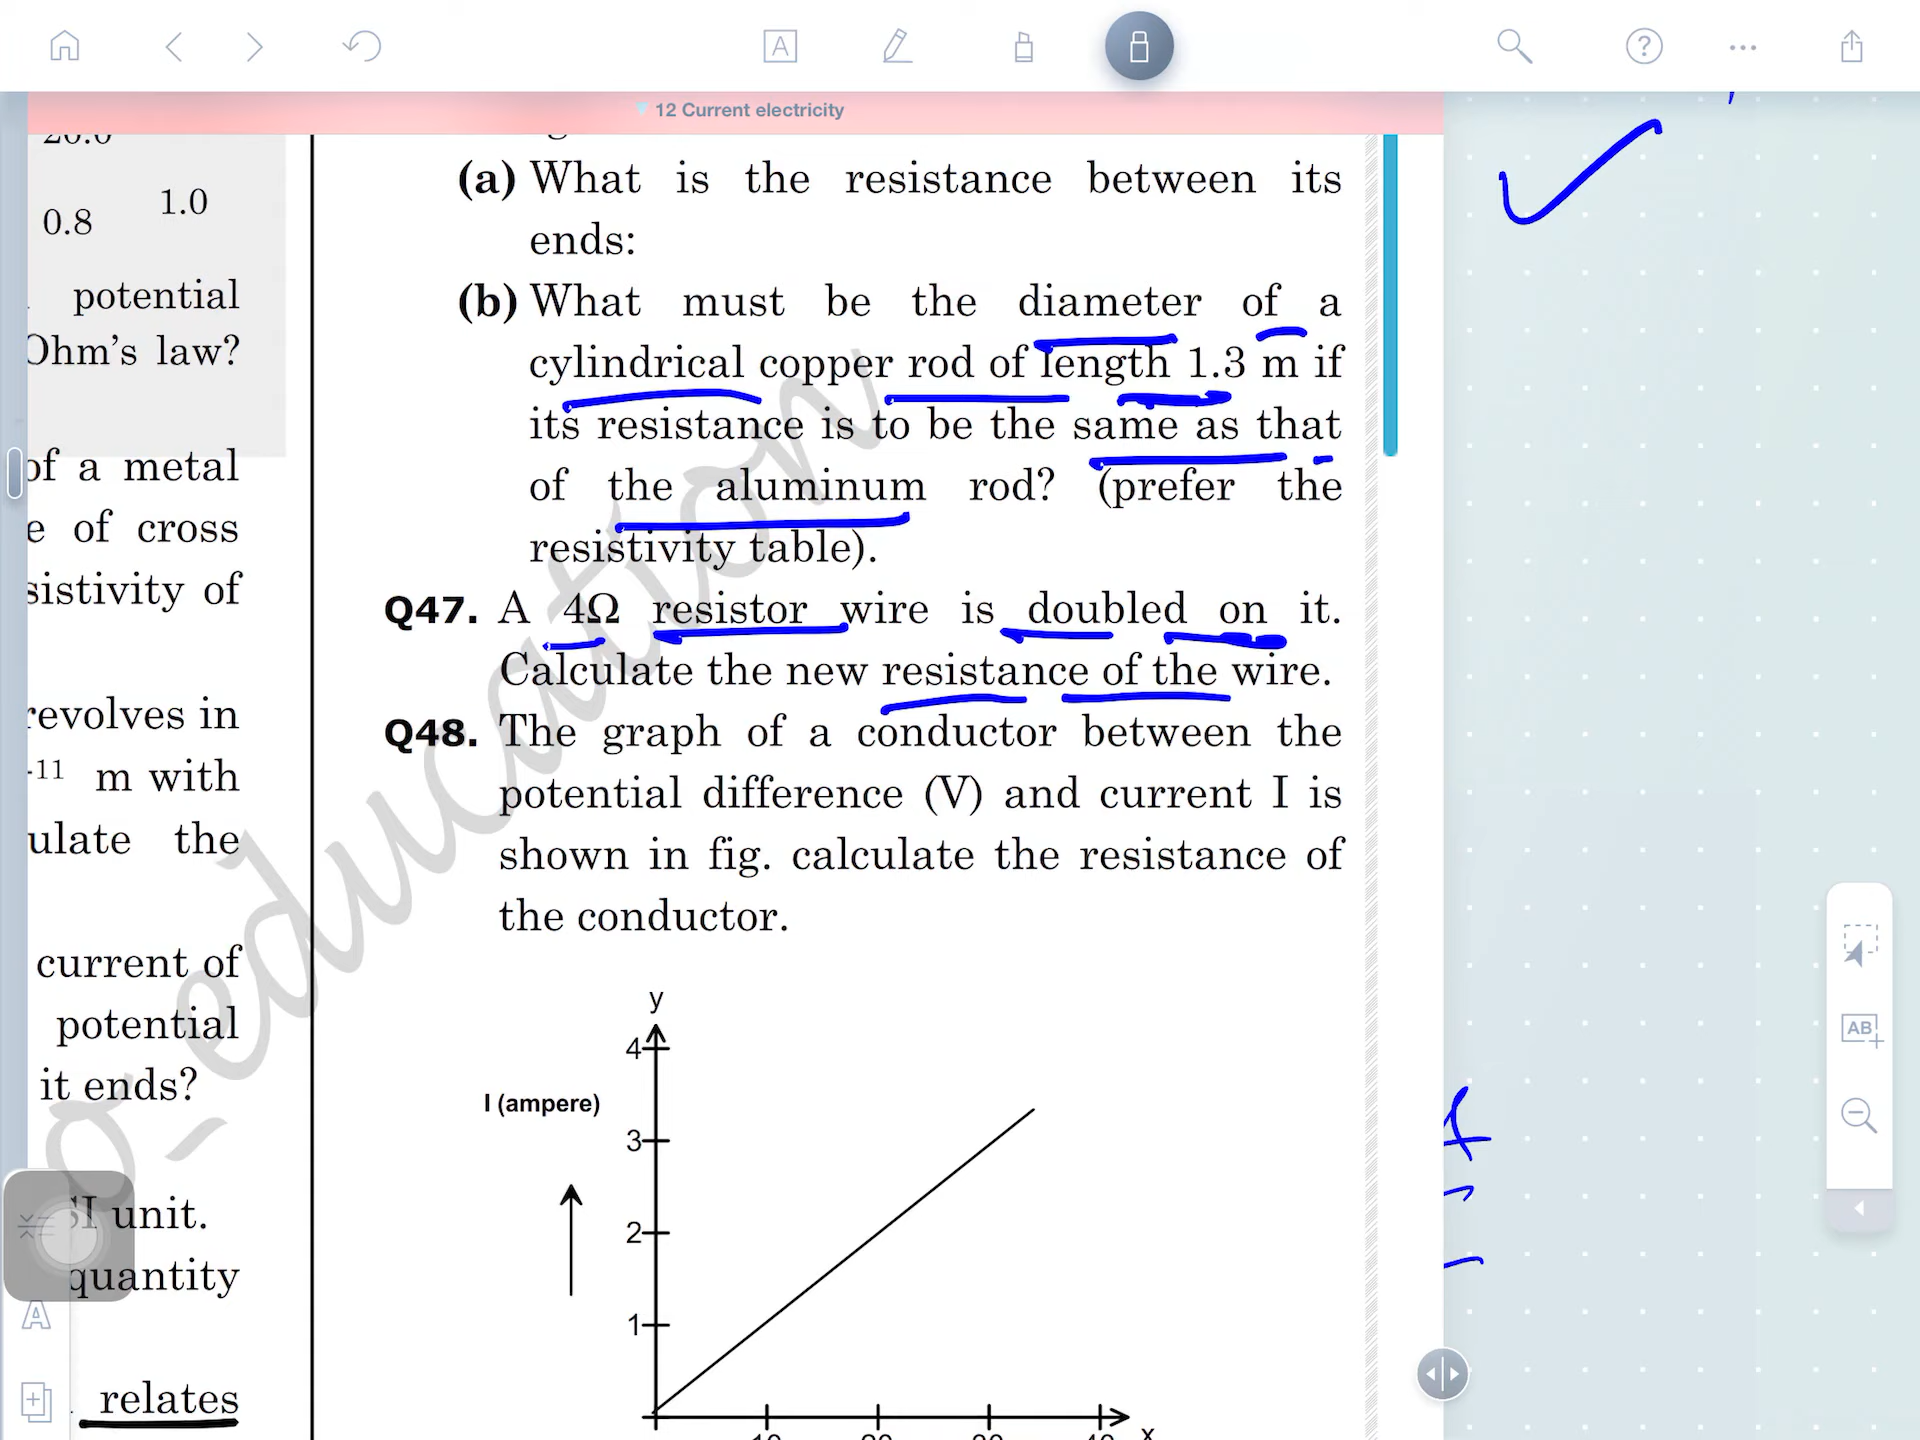 12 Current electricity
1.0
0.8
potential
Ohm's law?
of a metal
e of cross
sistivity of
revolves in
-11 m with
ulate the
current of
potential
it ends?
SI unit.
quantity
relates
(a) What is the resistance between its
ends:
(b) What must be the diameter of a
cylindrical copper rod of length 1.3 m if
its resistance is to be the same as that
of the aluminum rod? (prefer the
resistivity table).
Q47. A 4Ω resistor wire is doubled on it.
Calculate the new resistance of the wire.
Q48. The graph of a conductor between the
potential difference (V) and current I is
shown in fig. calculate the resistance of
the conductor.
y
4
I (ampere)
3
2
1
x
o_education